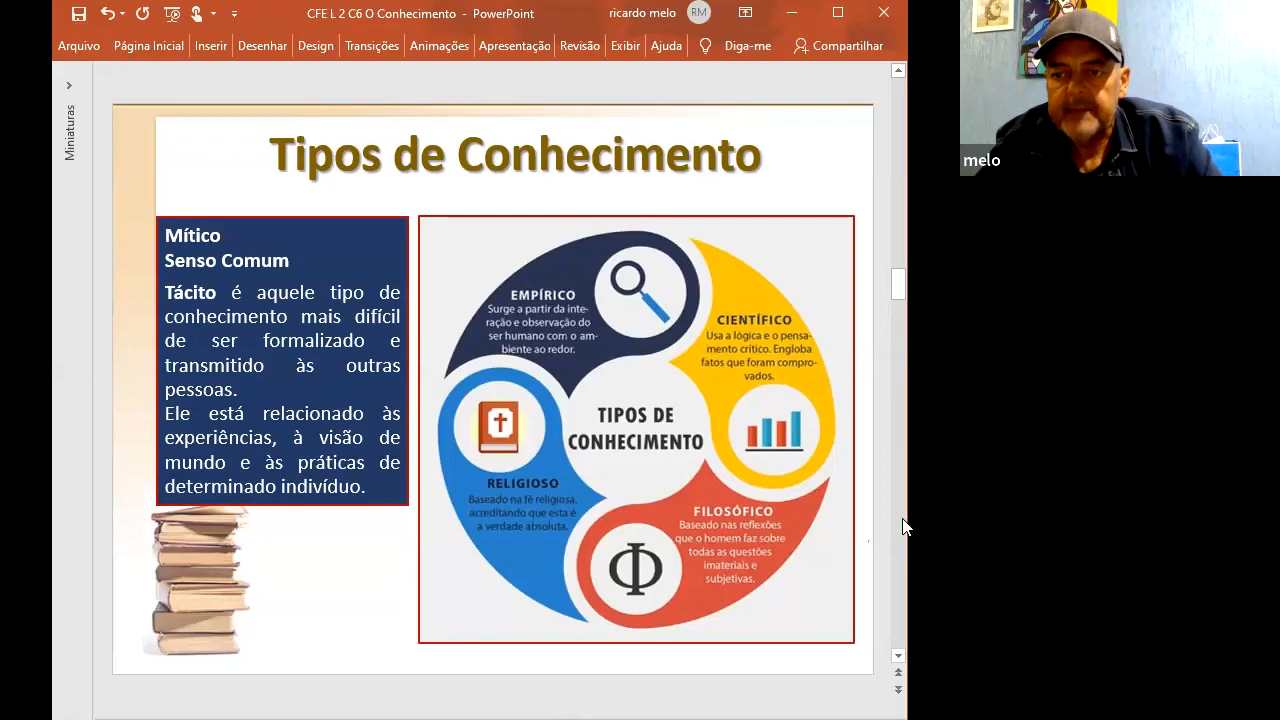 CFE L 2 C6 O Conhecimento - PowerPoint
ricardo melo
RM
Arquivo
Página Inicial
Inserir
Desenhar
Design
Transições
Animações
Apresentação
Revisão
Exibir
Ajuda
Diga-me
Compartilhar
Miniaturas
Tipos de Conhecimento
Mítico
Senso Comum
Tácito é aquele tipo de
conhecimento mais difícil
de ser formalizado e
transmitido às outras
pessoas.
Ele está relacionado às
experiências, à visão de
mundo e às práticas de
determinado indivíduo.
EMPÍRICO
Surge a partir da inte-
ração e observação do
ser humano com o am-
biente ao redor.
CIENTÍFICO
Usa a lógica e o pensa-
mento crítico. Engloba
fatos que foram compro-
vados.
TIPOS DE
CONHECIMENTO
RELIGIOSO
Baseado na fé religiosa,
acreditando que esta é
a verdade absoluta.
FILOSÓFICO
Baseado nas reflexões
que o homem faz sobre
todas as questões
imateriais e
subjetivas.
Φ
melo